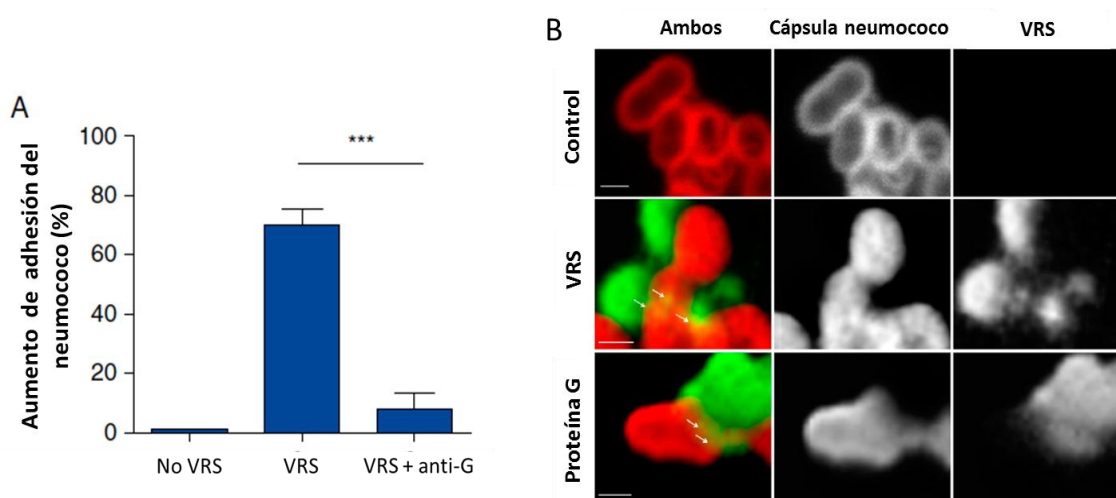 A
Aumento de adhesión del
neumococo (%)
100
80
60
40
20
0
***
No VRS
VRS
VRS + anti-G
B
Ambos
Cápsula neumococo
VRS
Control
VRS
Proteína G